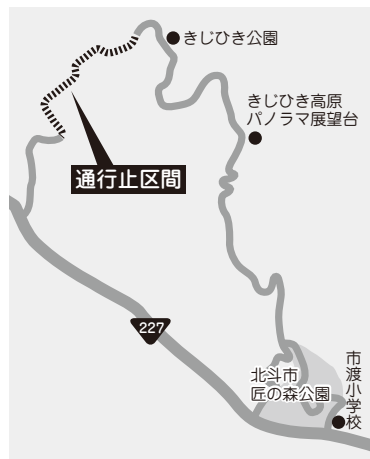 きじひき公園
きじひき高原
パノラマ展望台
通行止区間
227
北斗市
匠の森公園
市渡小学校